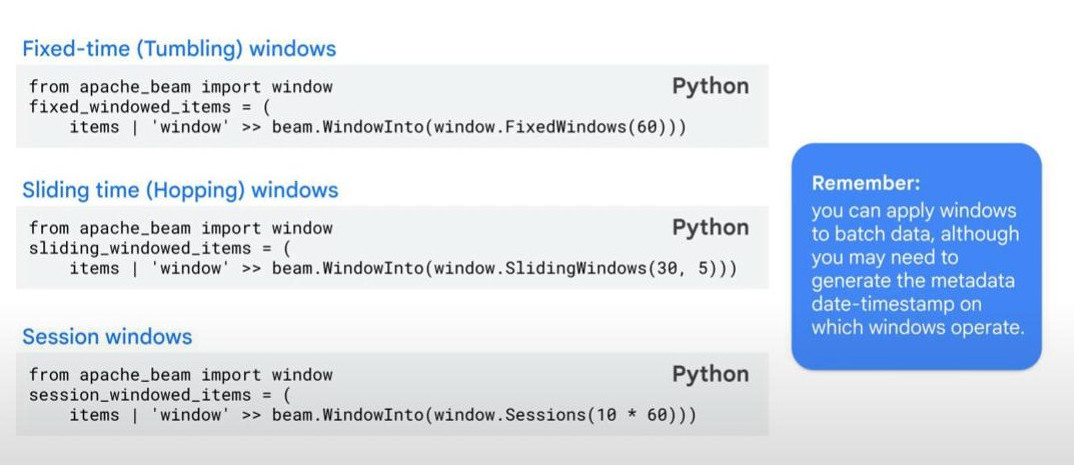 Fixed-time (Tumbling) windows
from apache_beam import window
Python
fixed_windowed_items = (
    items | 'window' >> beam.WindowInto(window.FixedWindows(60)))
Sliding time (Hopping) windows
from apache_beam import window
Python
sliding_windowed_items = (
    items | 'window' >> beam.WindowInto(window.SlidingWindows(30, 5)))
Session windows
from apache_beam import window
Python
session_windowed_items = (
    items | 'window' >> beam.WindowInto(window.Sessions(10 * 60)))
Remember:
you can apply windows
to batch data, although
you may need to
generate the metadata
date-timestamp on
which windows operate.